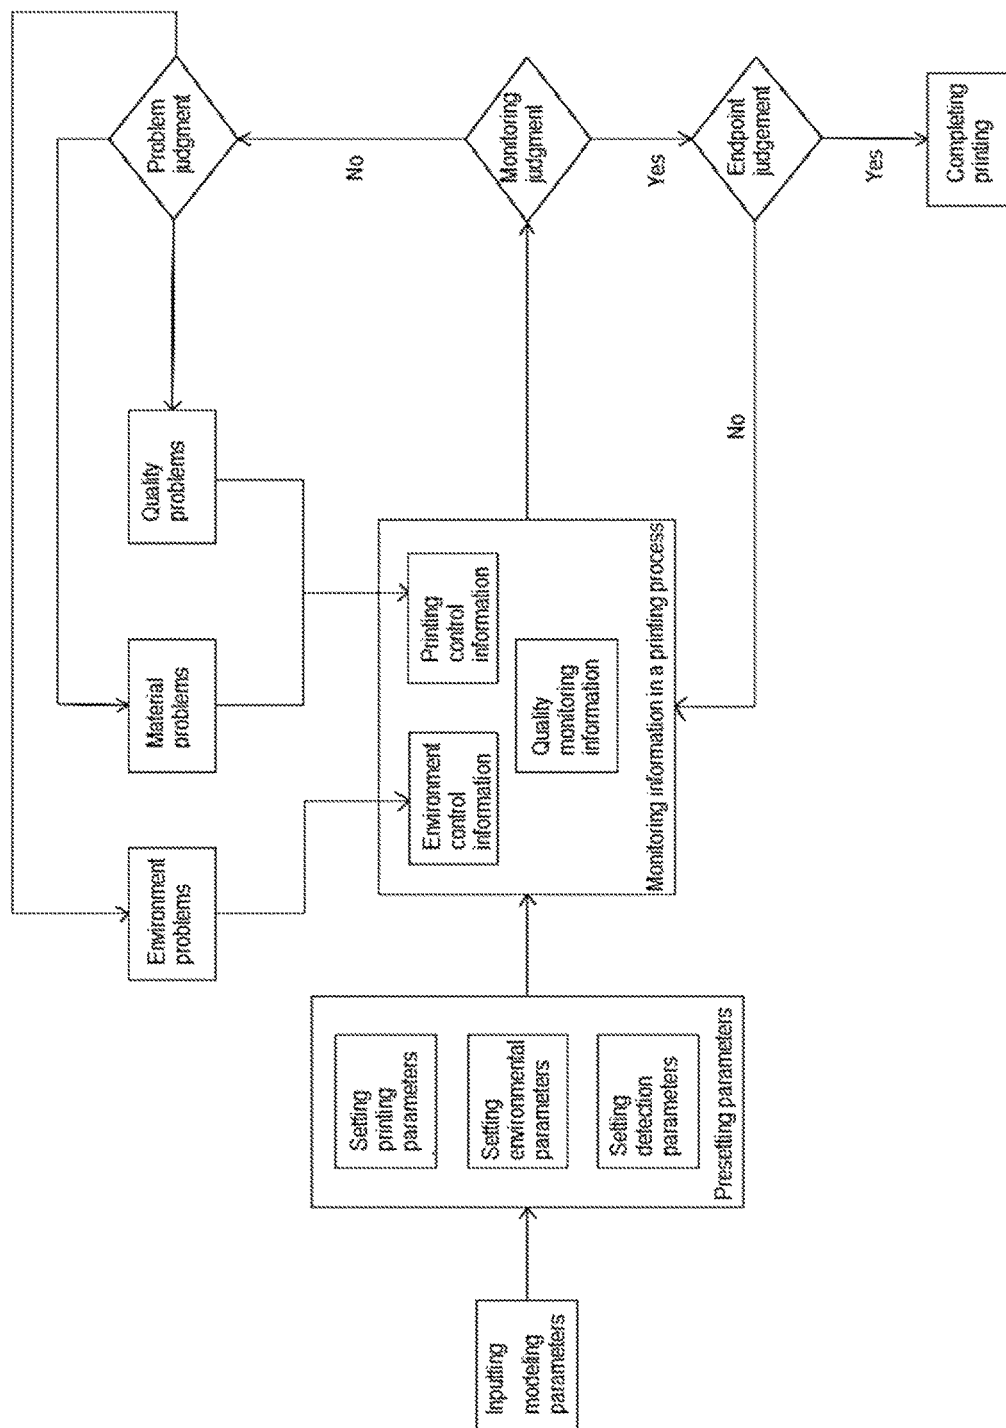 Inputting
modeling
parameters
Setting
printing
parameters
Setting
environmental
parameters
Setting
detection
parameters
Presetting parameters
Environment
problems
Material
problems
Quality
problems
Environment
control
information
Printing
control
information
Quality
monitoring
information
Monitoring information in a printing process
Problem
judgment
No
Monitoring
judgment
Yes
Endpoint
judgement
No
Yes
Completing
printing